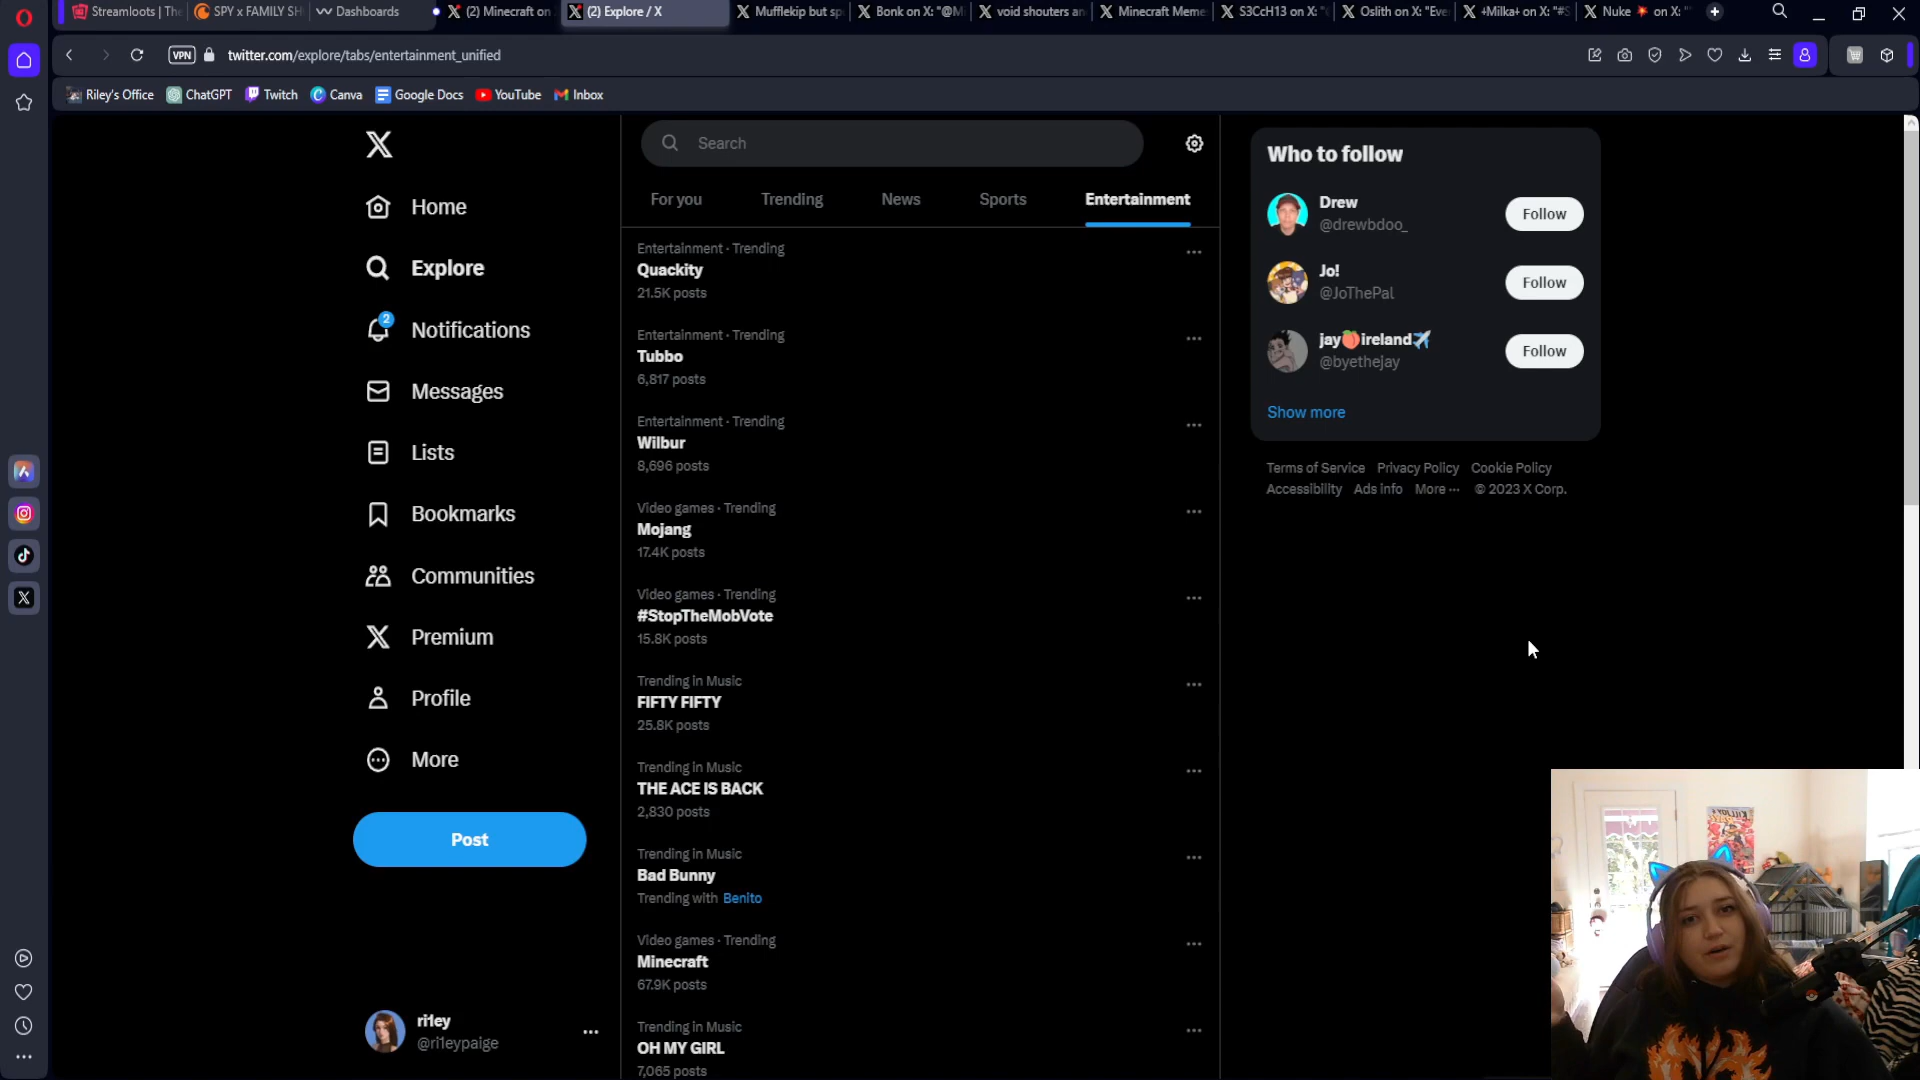 Streamloots | The
SPY x FAMILY SH
Dashboards
(2) Minecraft on
(2) Explore / X
Mufflekip but sp
Bonk on X: "@M
void shouters an
Minecraft Meme
S3CcH13 on X: "
Oslith on X: "Eve
+Milka+ on X: "#S
Nuke 💥 on X: "
VPN
twitter.com/explore/tabs/entertainment_unified
Riley's Office
ChatGPT
Twitch
Canva
Google Docs
YouTube
Inbox
Home
Explore
2
Notifications
Messages
Lists
Bookmarks
Communities
Premium
Profile
More
Post
ri1ey
@ri1eypaige
Search
For you
Trending
News
Sports
Entertainment
Entertainment · Trending
Quackity
21.5K posts
Entertainment · Trending
Tubbo
6,817 posts
Entertainment · Trending
Wilbur
8,696 posts
Video games · Trending
Mojang
17.4K posts
Video games · Trending
#StopTheMobVote
15.8K posts
Trending in Music
FIFTY FIFTY
25.8K posts
Trending in Music
THE ACE IS BACK
2,830 posts
Trending in Music
Bad Bunny
Trending with Benito
Video games · Trending
Minecraft
67.9K posts
Trending in Music
OH MY GIRL
7,065 posts
Who to follow
Drew
@drewbdoo_
Follow
Jo!
@JoThePal
Follow
jay🍑ireland✈️
@byethejay
Follow
Show more
Terms of Service Privacy Policy Cookie Policy
Accessibility Ads info More ··· © 2023 X Corp.